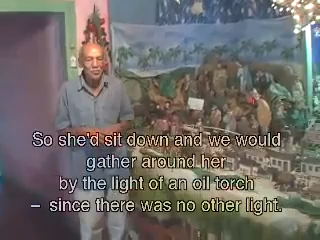 So she'd sit down and we would
gather around her
by the light of an oil torch
– since there was no other light.